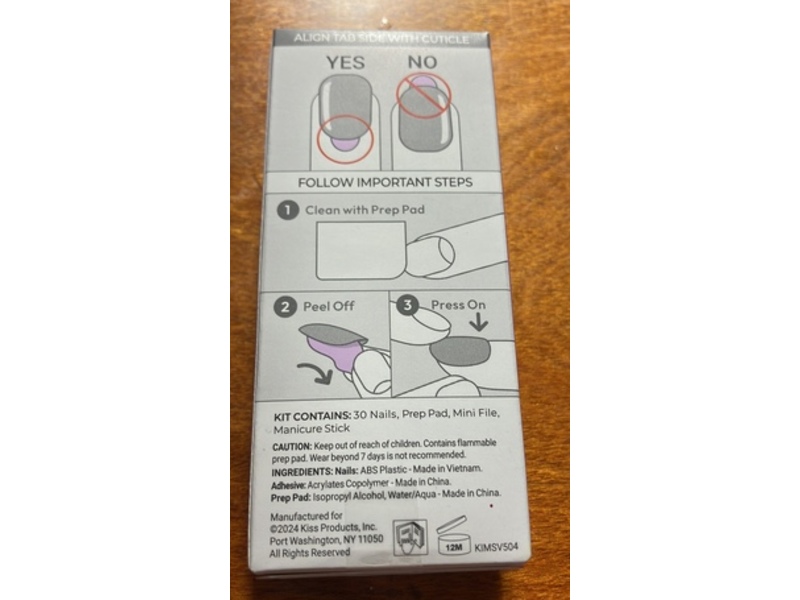 ALIGN TAB SIDE WITH CUTICLE
YES NO
FOLLOW IMPORTANT STEPS
1 Clean with Prep Pad
2 Peel Off
3 Press On
KIT CONTAINS: 30 Nails, Prep Pad, Mini File,
Manicure Stick
CAUTION: Keep out of reach of children. Contains flammable
prep pad. Wear beyond 7 days is not recommended.
INGREDIENTS: Nails: ABS Plastic - Made in Vietnam.
Adhesive: Acrylates Copolymer - Made in China.
Prep Pad: Isopropyl Alcohol, Water/Aqua - Made in China.
Manufactured for
©2024 Kiss Products, Inc.
Port Washington, NY 11050
All Rights Reserved
12M
KIMSV504